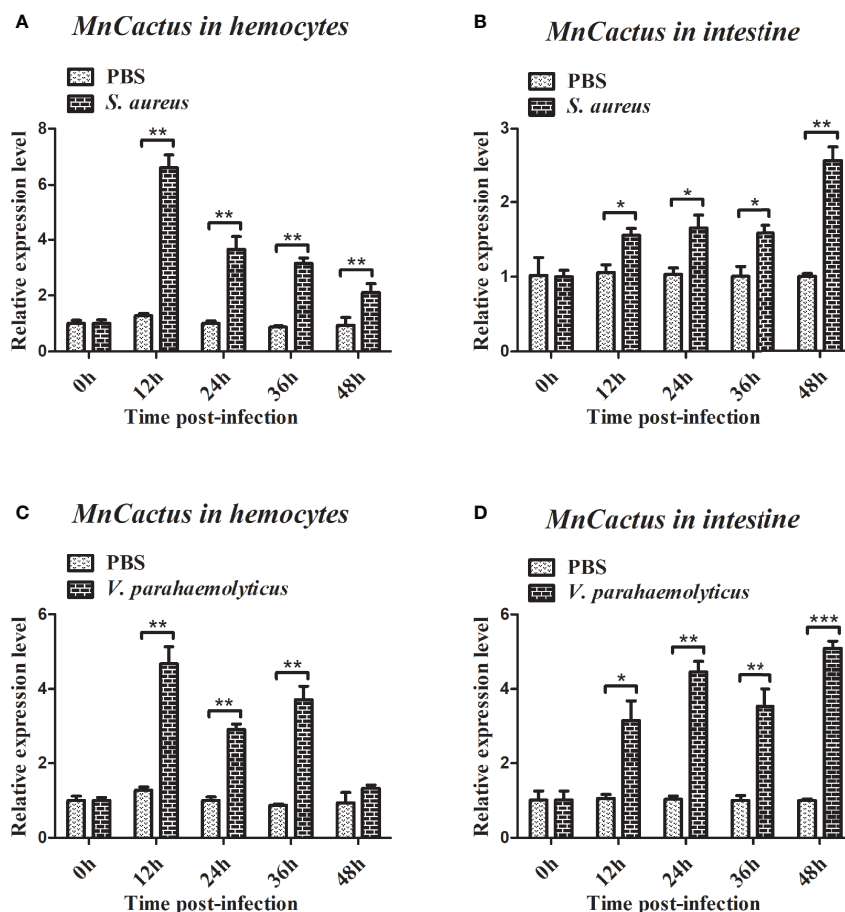 A
MnCactus in hemocytes
PBS
S. aureus
Relative expression level
8
6
4
2
0
**
**
**
**
0h
12h
24h
36h
48h
Time post-infection
B
MnCactus in intestine
PBS
S. aureus
Relative expression level
3
2
1
0
*
*
*
**
0h
12h
24h
36h
48h
Time post-infection
C
MnCactus in hemocytes
PBS
V. parahaemolyticus
Relative expression level
6
4
2
0
**
**
**
0h
12h
24h
36h
48h
Time post-infection
D
MnCactus in intestine
PBS
V. parahaemolyticus
Relative expression level
6
4
2
0
*
**
**
***
0h
12h
24h
36h
48h
Time post-infection